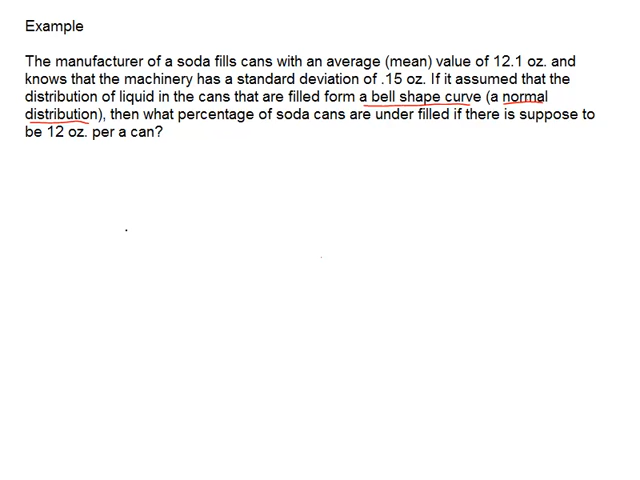 Example
The manufacturer of a soda fills cans with an average (mean) value of 12.1 oz. and
knows that the machinery has a standard deviation of .15 oz. If it assumed that the
distribution of liquid in the cans that are filled form a bell shape curve (a normal
distribution), then what percentage of soda cans are under filled if there is suppose to
be 12 oz. per a can?